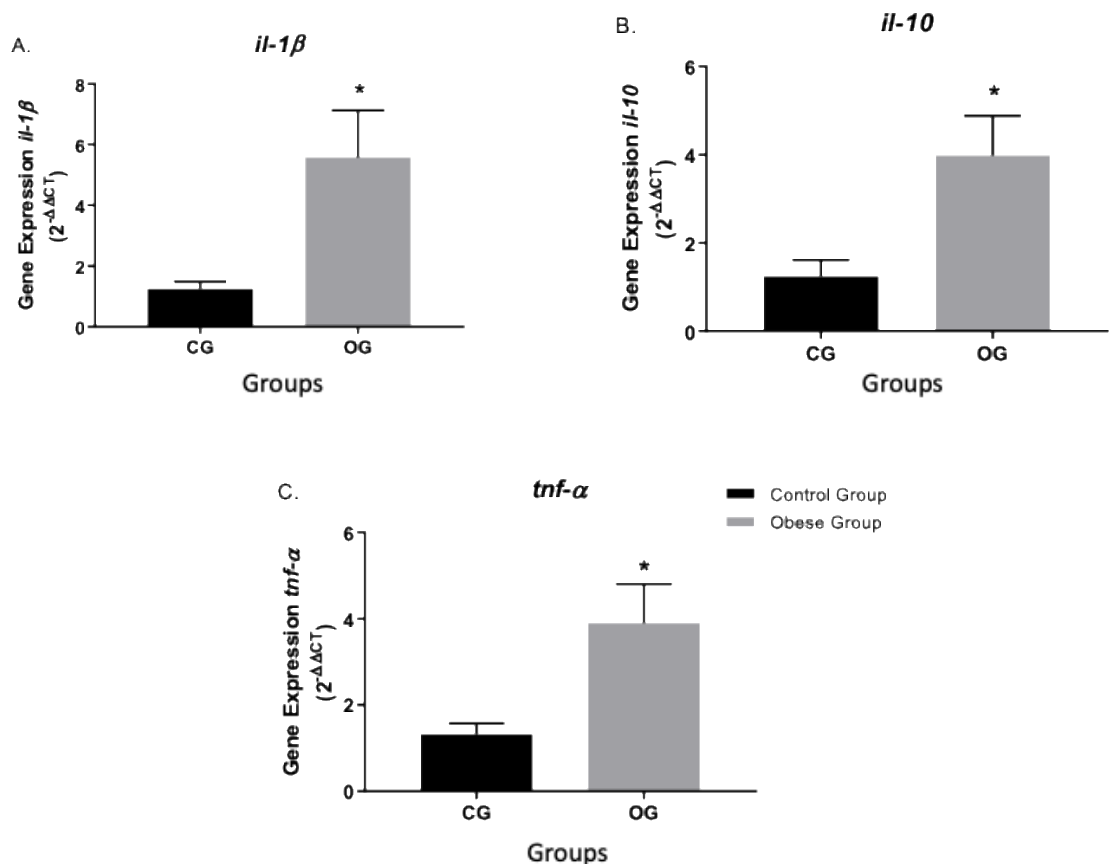 A.
il-1β
Gene Expression il-1β
(2-ΔΔCT)
8
6
4
2
0
*
CG
OG
Groups
B.
il-10
Gene Expression il-10
(2-ΔΔCT)
6
4
2
0
*
CG
OG
Groups
C.
tnf-α
Gene Expression tnf-α
(2-ΔΔCT)
6
4
2
0
*
CG
OG
Groups
Control Group
Obese Group